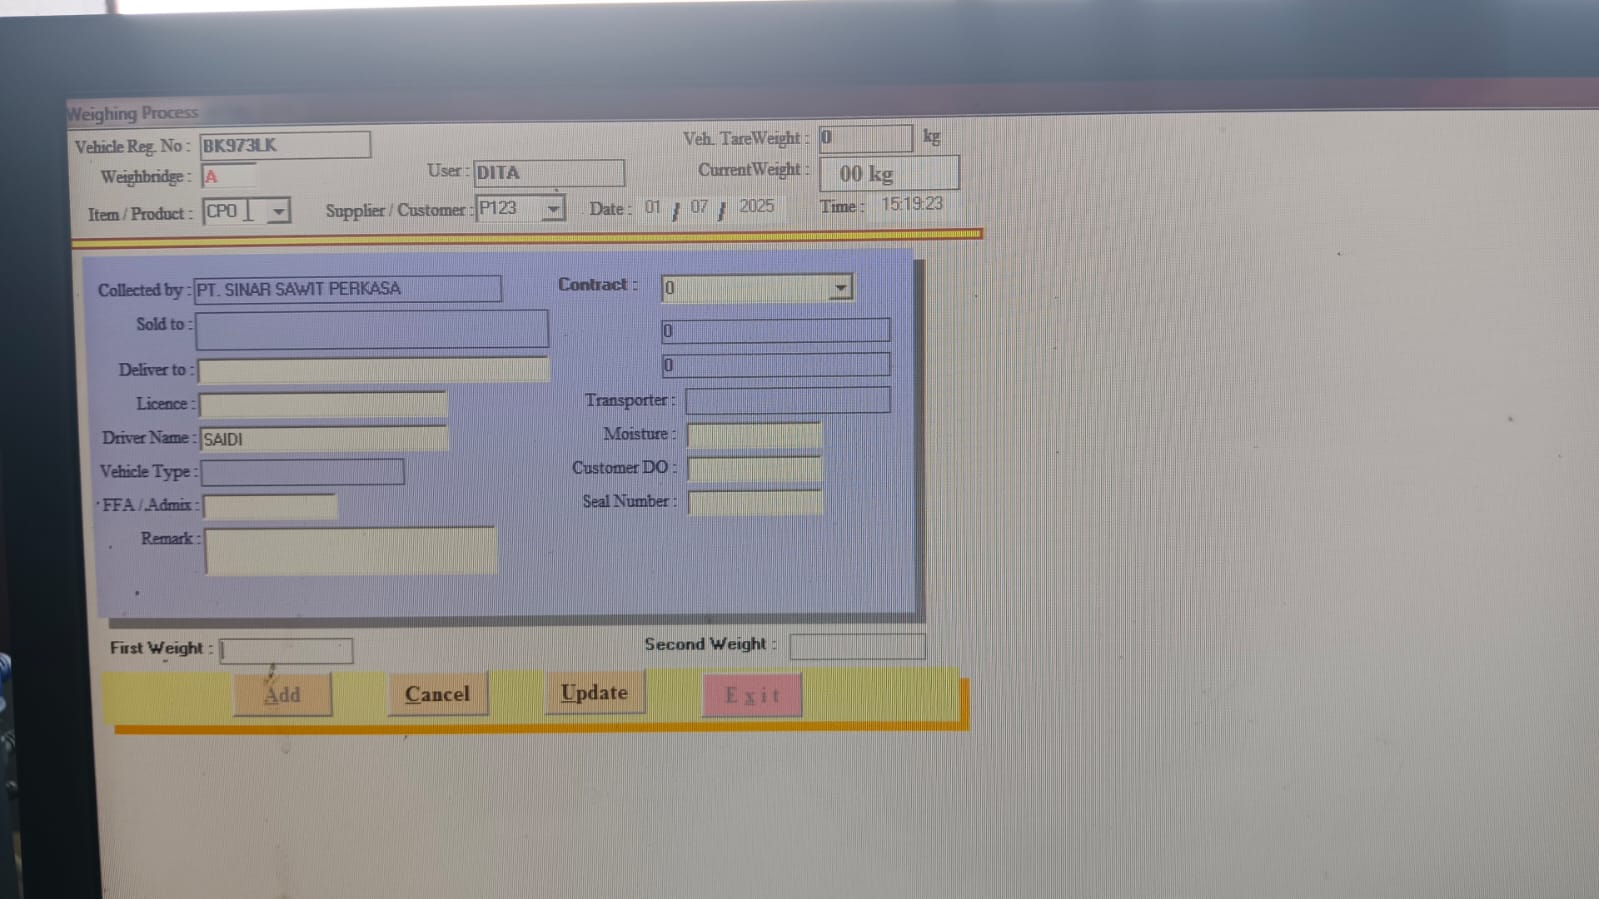 Weighing Process
Vehicle Reg. No : BK973LK
Veh. TareWeight : 0 kg
Weighbridge : A
User : DITA
CurrentWeight : 00 kg
Item / Product : CPO
Supplier / Customer : P123
Date : 01 / 07 / 2025
Time : 15:19:23
Collected by : PT. SINAR SAWIT PERKASA
Contract : 0
Sold to :
0
Deliver to :
0
Licence :
Transporter :
Driver Name : SAIDI
Moisture :
Vehicle Type :
Customer DO :
FFA / Admix :
Seal Number :
Remark :
First Weight :
Second Weight :
Add
Cancel
Update
Exit